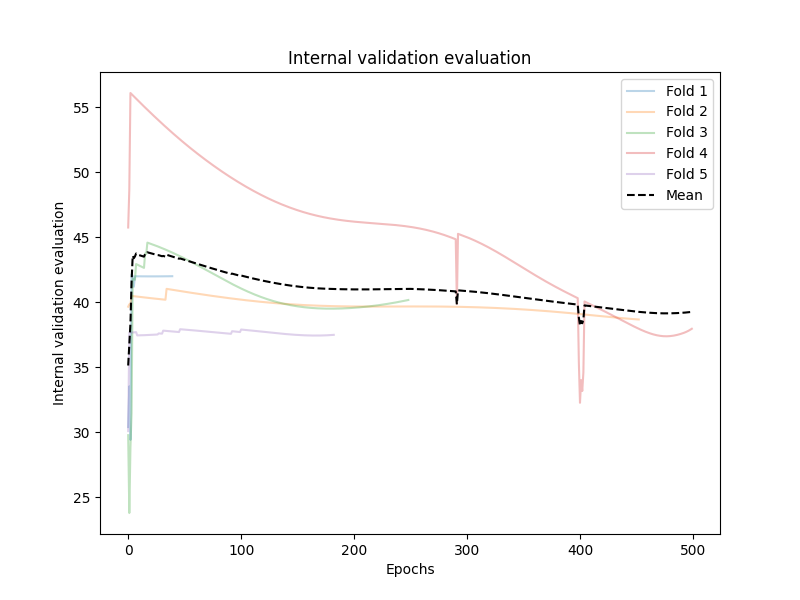 Internal validation evaluation
Internal validation evaluation
55
50
45
40
35
30
25
Fold 1
Fold 2
Fold 3
Fold 4
Fold 5
Mean
0
100
200
300
400
500
Epochs